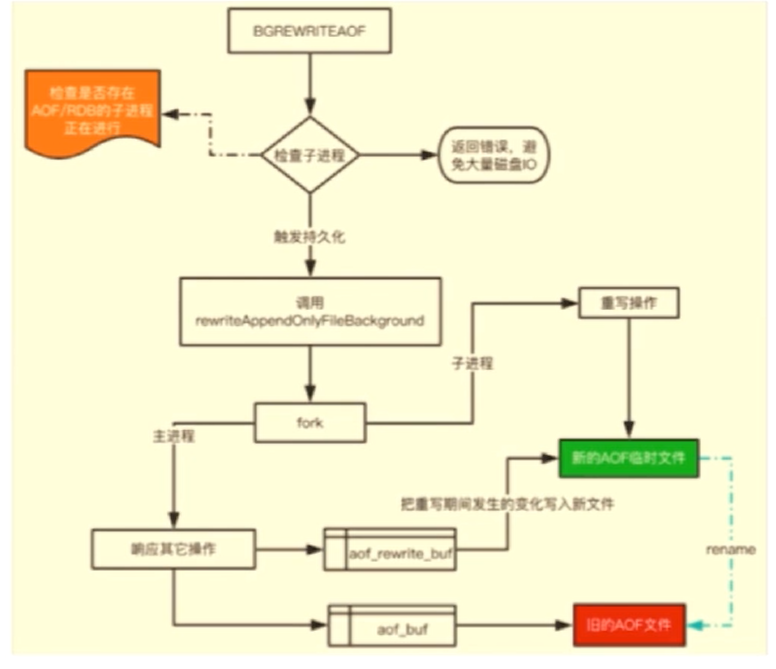 BGREWRITEAOF
检查是否存在
AOF/RDB的子进程
正在进行
检查子进程
返回错误、避
免大量磁盘IO
触发持久化
调用
rewriteAppendOnlyFileBackground
重写操作
子进程
fork
主进程
新的AOF临时文件
把重写期间发生的变化写入新文件
响应其它操作
aof_rewrite_buf
rename
aof_buf
旧的AOF文件